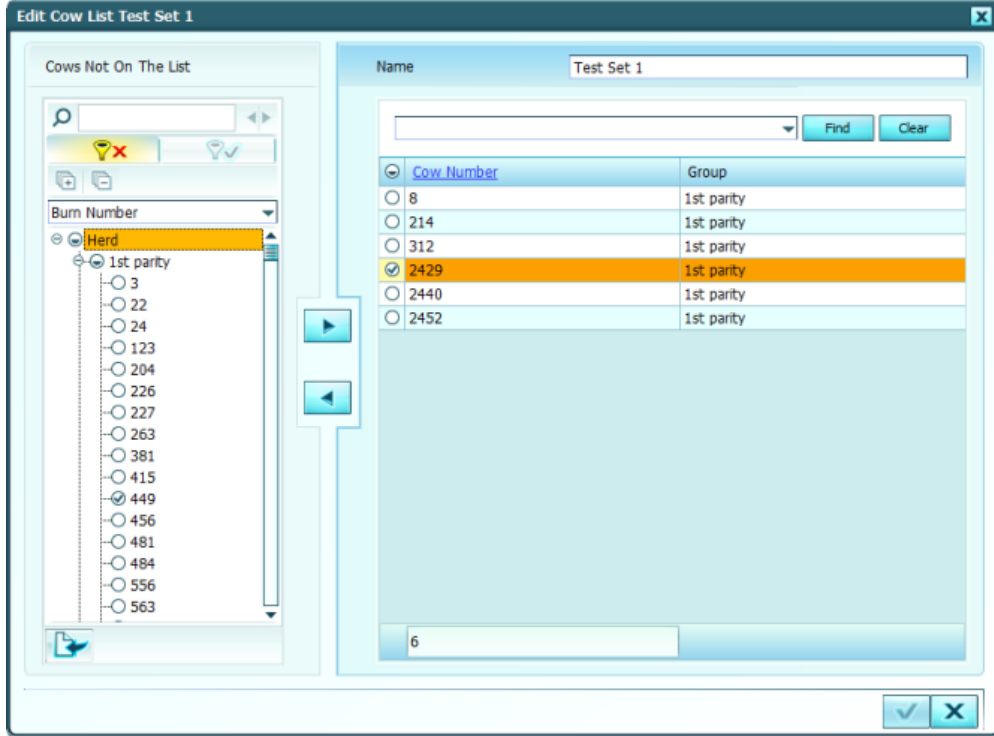 Edit Cow List Test Set 1
Cows Not On The List
Burn Number
Herd
1st parity
3
22
24
123
204
226
227
263
381
415
449
456
481
484
556
563
Name Test Set 1
Find Clear
Cow Number Group
8 1st parity
214 1st parity
312 1st parity
2429 1st parity
2440 1st parity
2452 1st parity
6